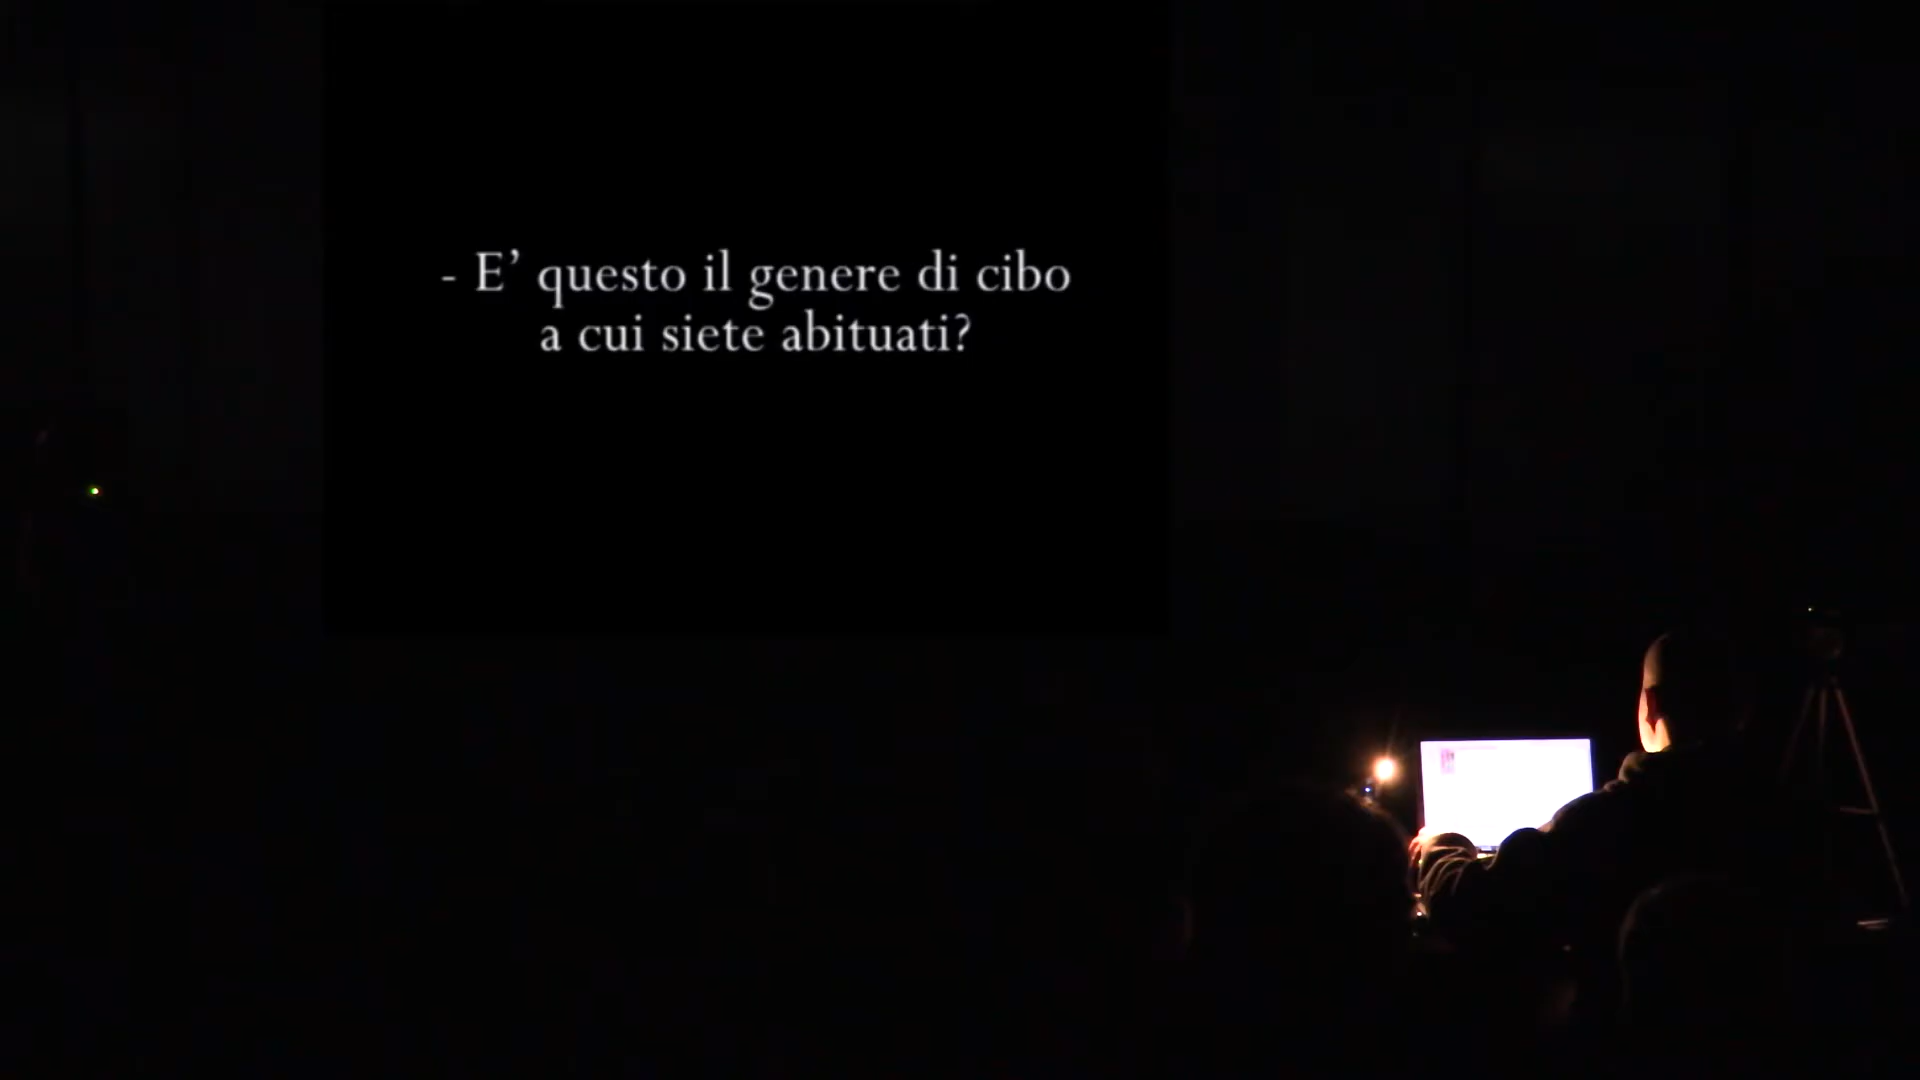 - E’ questo il genere di cibo
a cui siete abituati?